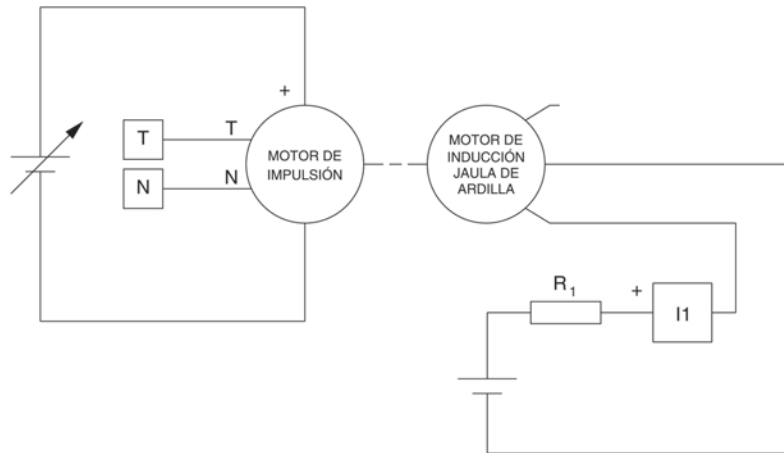 +
T
T
N
N
MOTOR DE
IMPULSIÓN
MOTOR DE
INDUCCIÓN
JAULA DE
ARDILLA
R1
+
I1